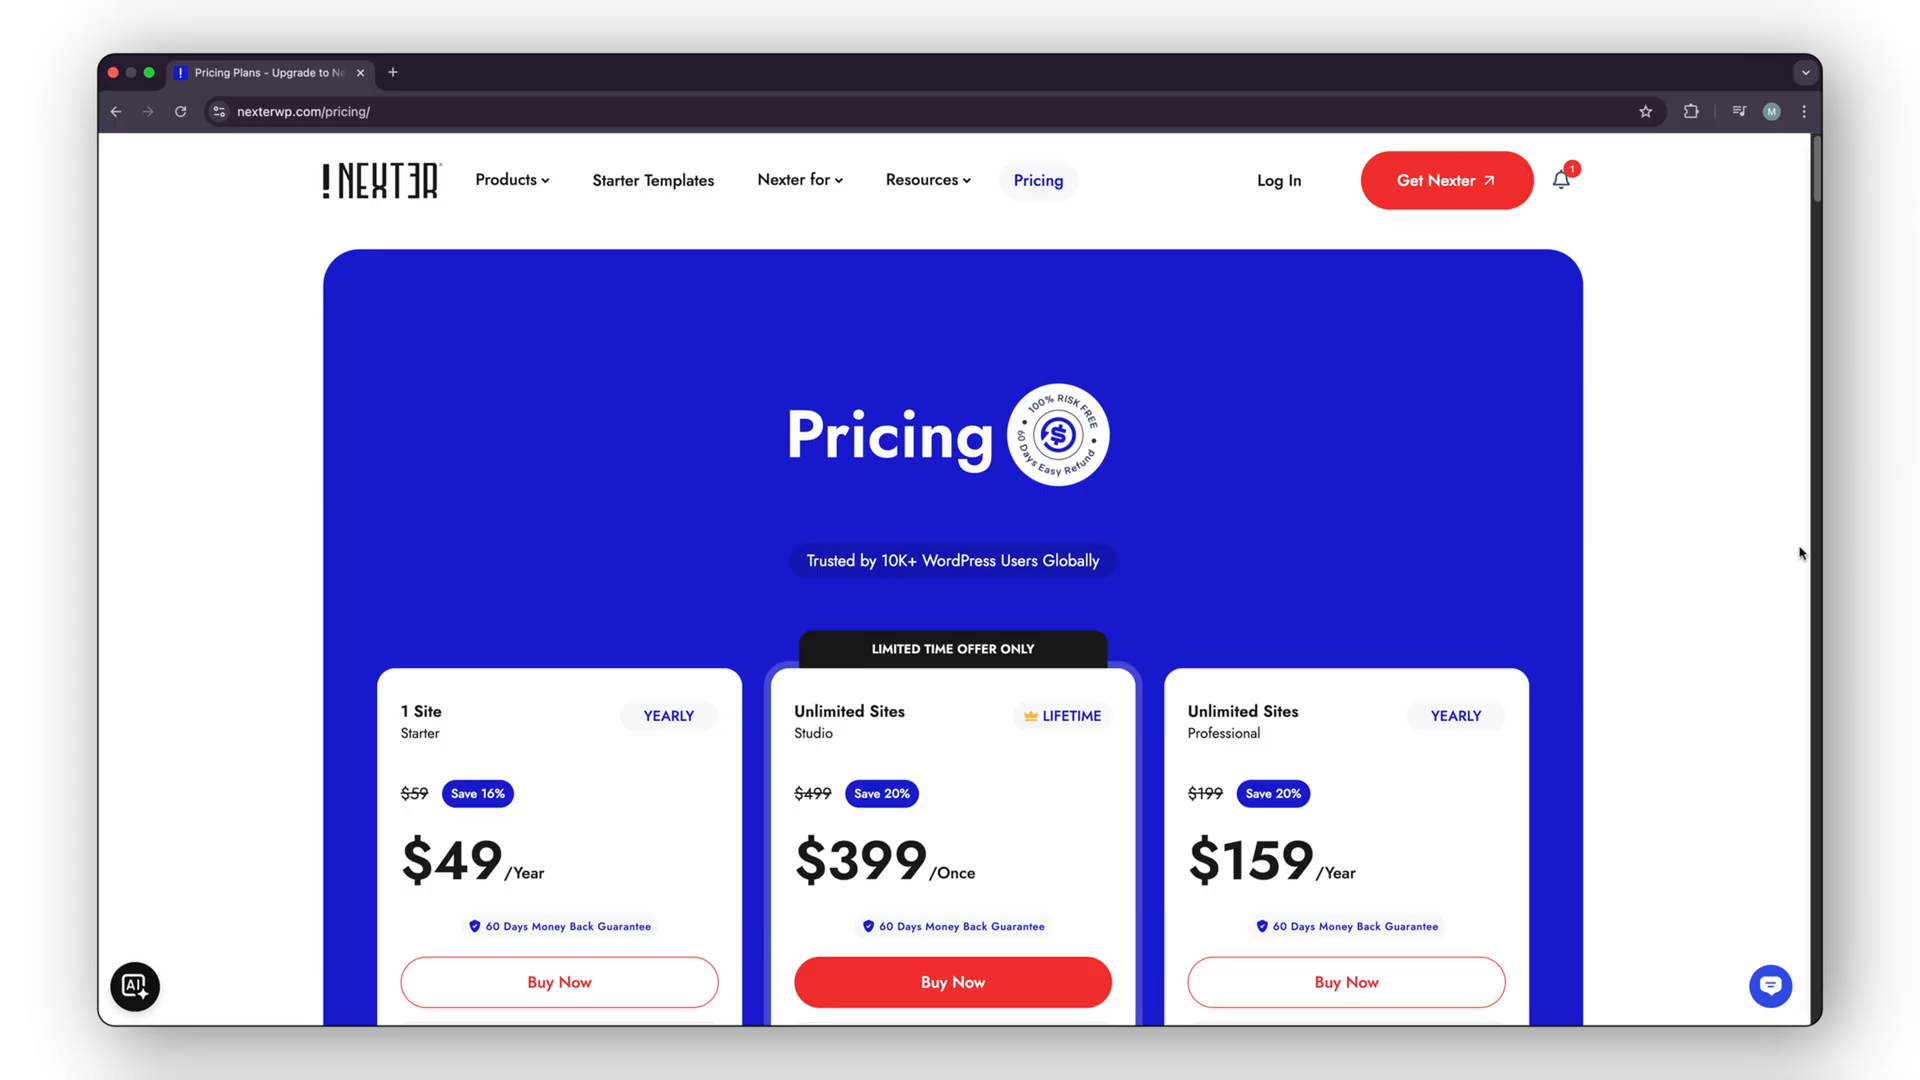 Pricing Plans - Upgrade to Ne
nexterwp.com/pricing/
M
!NEXTER
Products
Starter Templates
Nexter for
Resources
Pricing
Log In
Get Nexter
1
Pricing
100% RISK FREE
60 Days Easy Refund
$
Trusted by 10K+ WordPress Users Globally
LIMITED TIME OFFER ONLY
1 Site
YEARLY
Starter
$59
Save 16%
$49/Year
60 Days Money Back Guarantee
Buy Now
Unlimited Sites
LIFETIME
Studio
$499
Save 20%
$399/Once
60 Days Money Back Guarantee
Buy Now
Unlimited Sites
YEARLY
Professional
$199
Save 20%
$159/Year
60 Days Money Back Guarantee
Buy Now
AI